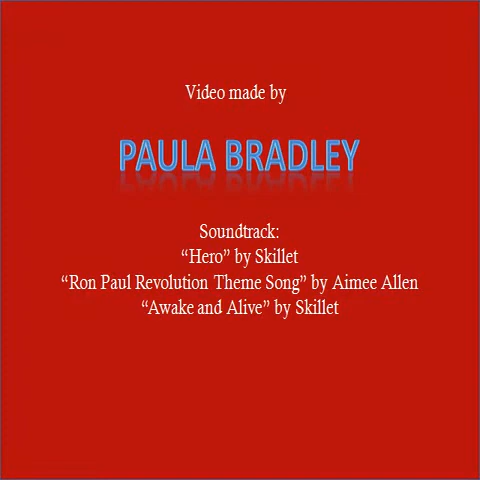 Video made by
PAULA BRADLEY
Soundtrack:
“Hero” by Skillet
“Ron Paul Revolution Theme Song” by Aimee Allen
“Awake and Alive” by Skillet